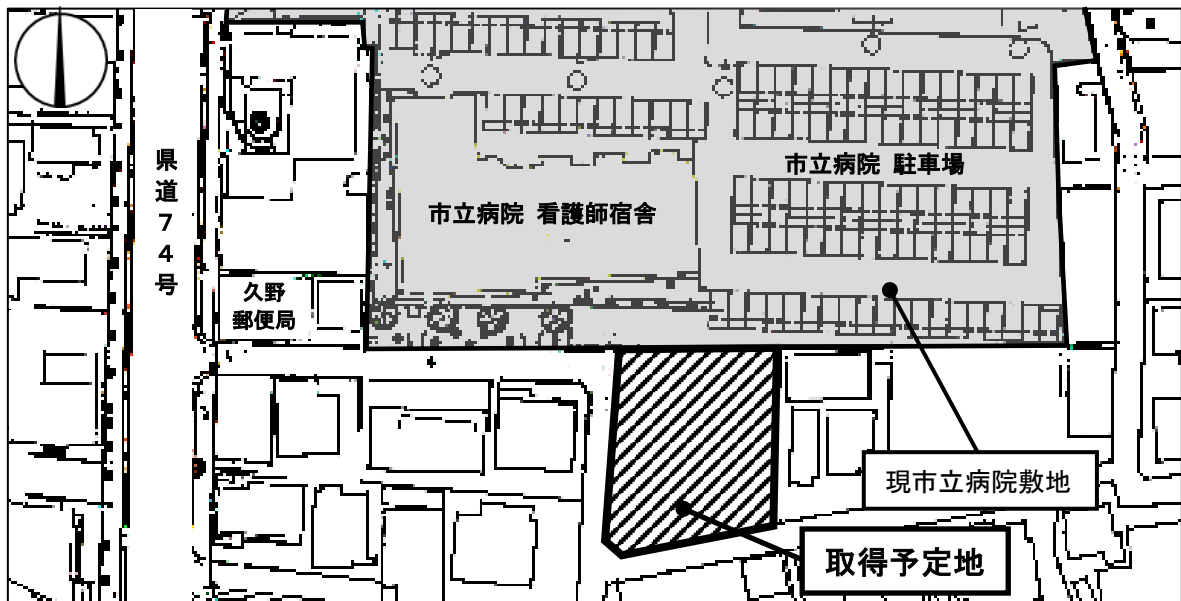 県道74号
市立病院 駐車場
市立病院 看護師宿舎
久野
郵便局
現市立病院敷地
取得予定地